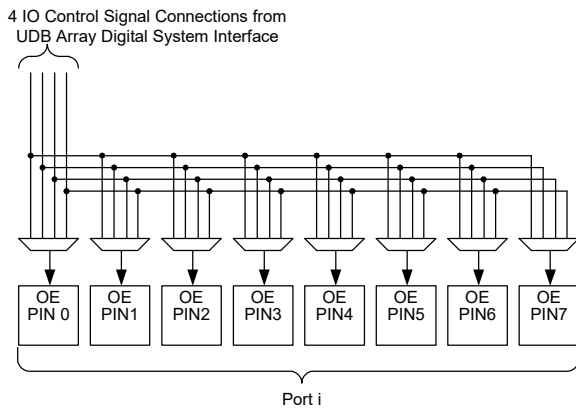 4 IO Control Signal Connections from
UDB Array Digital System Interface
OE
PIN 0
OE
PIN1
OE
PIN2
OE
PIN3
OE
PIN4
OE
PIN5
OE
PIN6
OE
PIN7
Port i